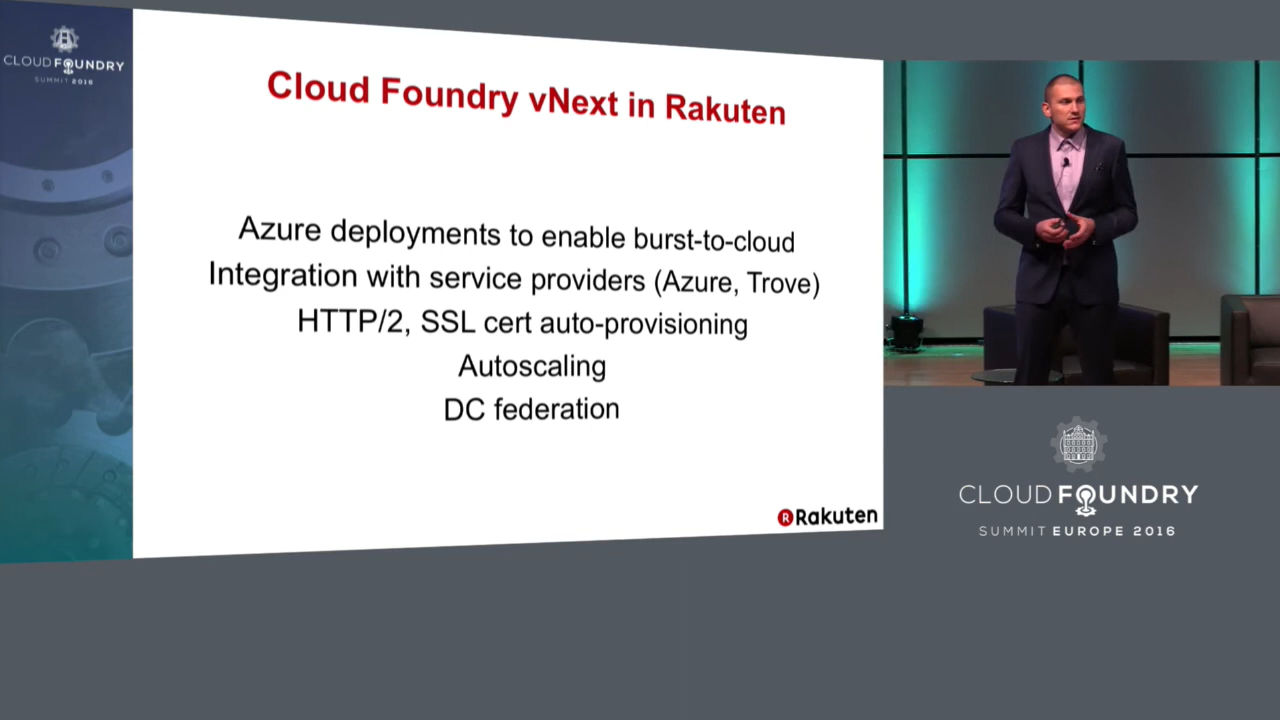 CLOUD FOUNDRY
SUMMIT 2016
Cloud Foundry vNext in Rakuten
Azure deployments to enable burst-to-cloud
Integration with service providers (Azure, Trove)
HTTP/2, SSL cert auto-provisioning
Autoscaling
DC federation
R Rakuten
CLOUD FOUNDRY
SUMMIT EUROPE 2016